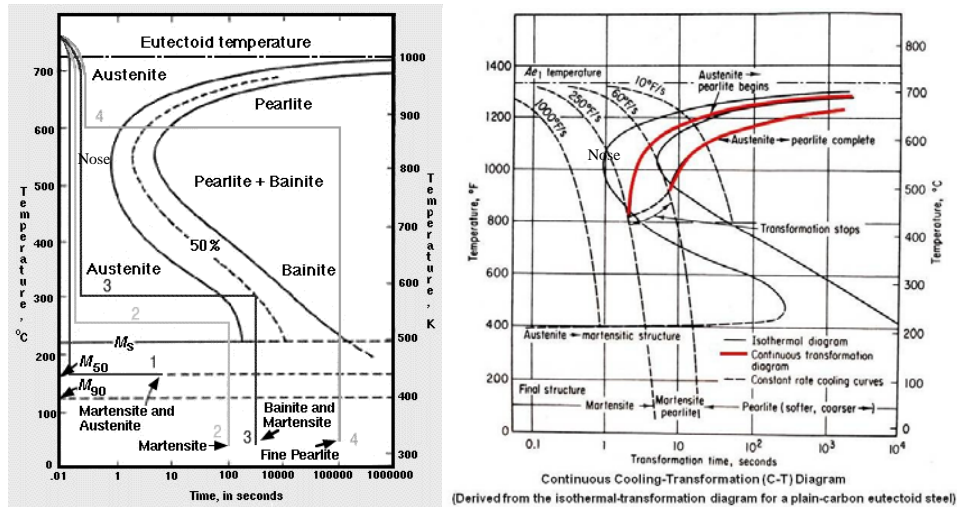 Eutectoid temperature
Austenite
4
Pearlite
Nose
Pearlite + Bainite
50%
Austenite
3
Bainite
2
Ms
M50
1
M90
Martensite and
Austenite
Bainite and
Martensite
2
3
4
Martensite
Fine Pearlite
700
600
500
400
300
200
100
0
Temperature, °C
1000
900
800
700
600
500
400
300
Temperature, K
.01
1
10
100
1000
10000
100000
1000000
Time, in seconds
1400
1200
1000
800
600
400
200
0
Temperature, °F
800
700
600
500
400
300
200
100
0
Temperature, °C
Ae1 temperature
Austenite →
pearlite begins
1000°F/s
250°F/s
60°F/s
10°F/s
Nose
Austenite → pearlite complete
Transformation stops
Austenite → martensitic structure
Isothermal diagram
Continuous transformation
diagram
Constant rate cooling curves
Final structure
Martensite
Martensite
pearlite
Pearlite (softer, coarser →)
0.1
1
10
10²
10³
10⁴
Transformation time, seconds
Continuous Cooling-Transformation (C-T) Diagram
(Derived from the isothermal-transformation diagram for a plain-carbon eutectoid steel)